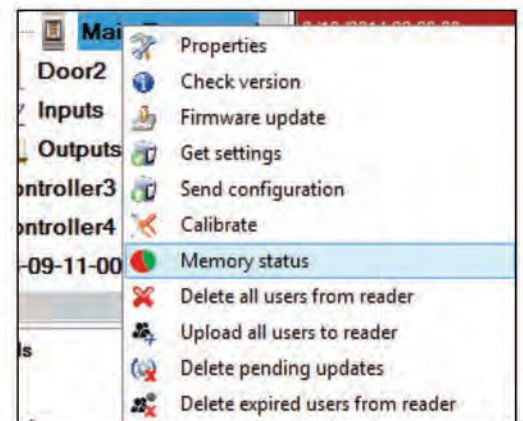 Mai
Properties
Door2
Check version
Inputs
Firmware update
Outputs
Get settings
ontroller3
Send configuration
ontroller4
Calibrate
-09-11-00
Memory status
Delete all users from reader
Upload all users to reader
ls
Delete pending updates
Delete expired users from reader